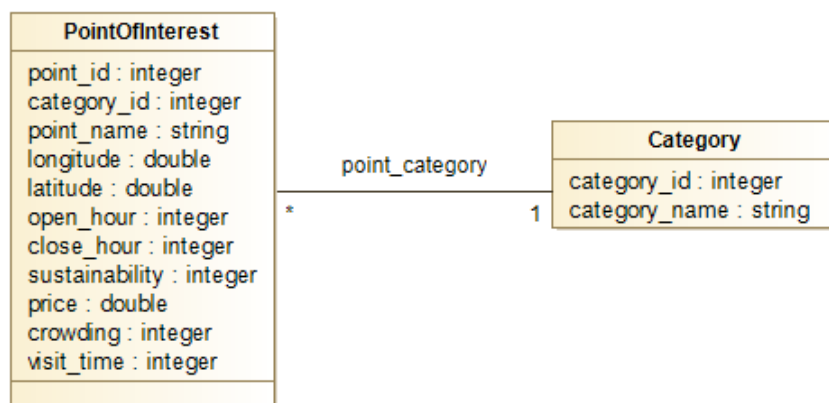 PointOfInterest
point_id : integer
category_id : integer
point_name : string
longitude : double
latitude : double
open_hour : integer
close_hour : integer
sustainability : integer
price : double
crowding : integer
visit_time : integer
point_category
*
1
Category
category_id : integer
category_name : string